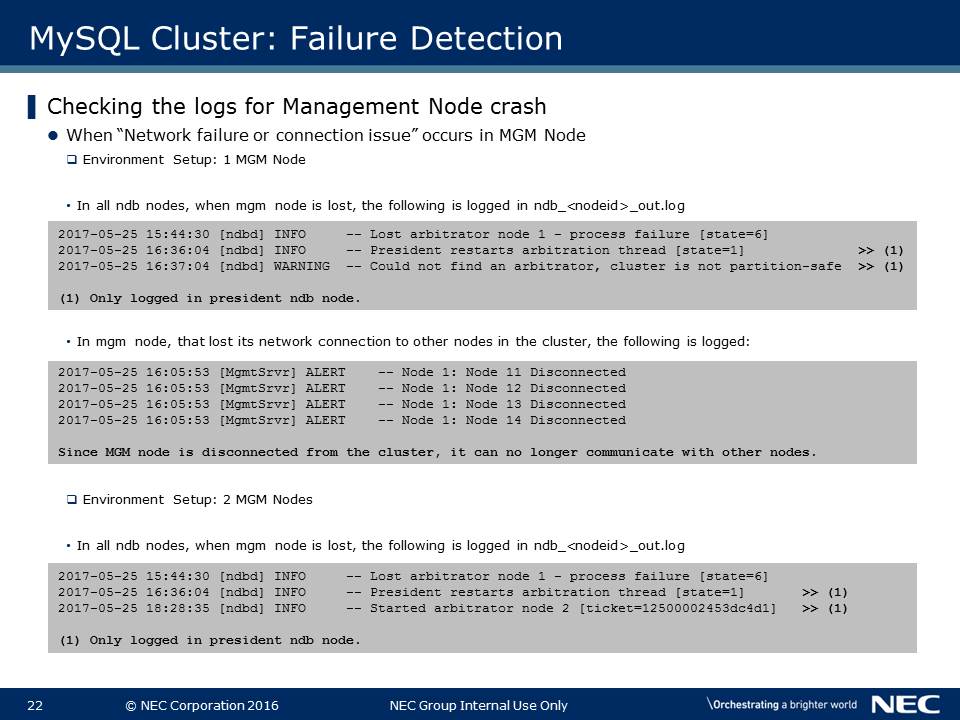 MySQL Cluster: Failure Detection
Checking the logs for Management Node crash
When “Network failure or connection issue” occurs in MGM Node
Environment Setup: 1 MGM Node
• In all ndb nodes, when mgm node is lost, the following is logged in ndb_<nodeid>_out.log
2017-05-25 15:44:30 [ndbd] INFO     -- Lost arbitrator node 1 - process failure [state=6]
2017-05-25 16:36:04 [ndbd] INFO     -- President restarts arbitration thread [state=1]              >> (1)
2017-05-25 16:37:04 [ndbd] WARNING  -- Could not find an arbitrator, cluster is not partition-safe  >> (1)
(1) Only logged in president ndb node.
• In mgm node, that lost its network connection to other nodes in the cluster, the following is logged:
2017-05-25 16:05:53 [MgmtSrvr] ALERT    -- Node 1: Node 11 Disconnected
2017-05-25 16:05:53 [MgmtSrvr] ALERT    -- Node 1: Node 12 Disconnected
2017-05-25 16:05:53 [MgmtSrvr] ALERT    -- Node 1: Node 13 Disconnected
2017-05-25 16:05:53 [MgmtSrvr] ALERT    -- Node 1: Node 14 Disconnected
Since MGM node is disconnected from the cluster, it can no longer communicate with other nodes.
Environment Setup: 2 MGM Nodes
• In all ndb nodes, when mgm node is lost, the following is logged in ndb_<nodeid>_out.log
2017-05-25 15:44:30 [ndbd] INFO     -- Lost arbitrator node 1 - process failure [state=6]
2017-05-25 16:36:04 [ndbd] INFO     -- President restarts arbitration thread [state=1]       >> (1)
2017-05-25 18:28:35 [ndbd] INFO     -- Started arbitrator node 2 [ticket=12500002453dc4d1]   >> (1)
(1) Only logged in president ndb node.
22 © NEC Corporation 2016 NEC Group Internal Use Only \Orchestrating a brighter world NEC